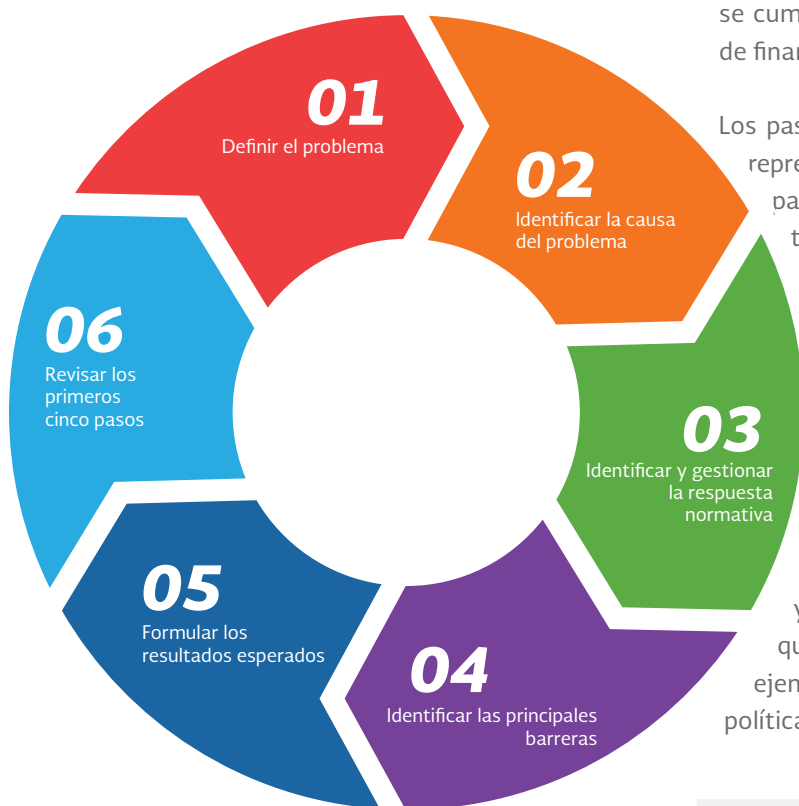 01
Definir el problema
02
Identificar la causa
del problema
03
Identificar y gestionar
la respuesta
normativa
04
Identificar las principales
barreras
05
Formular los
resultados esperados
06
Revisar los
primeros
cinco pasos
se cum
de finan
Los pas
repre
pa
t
y
qu
ejem
política